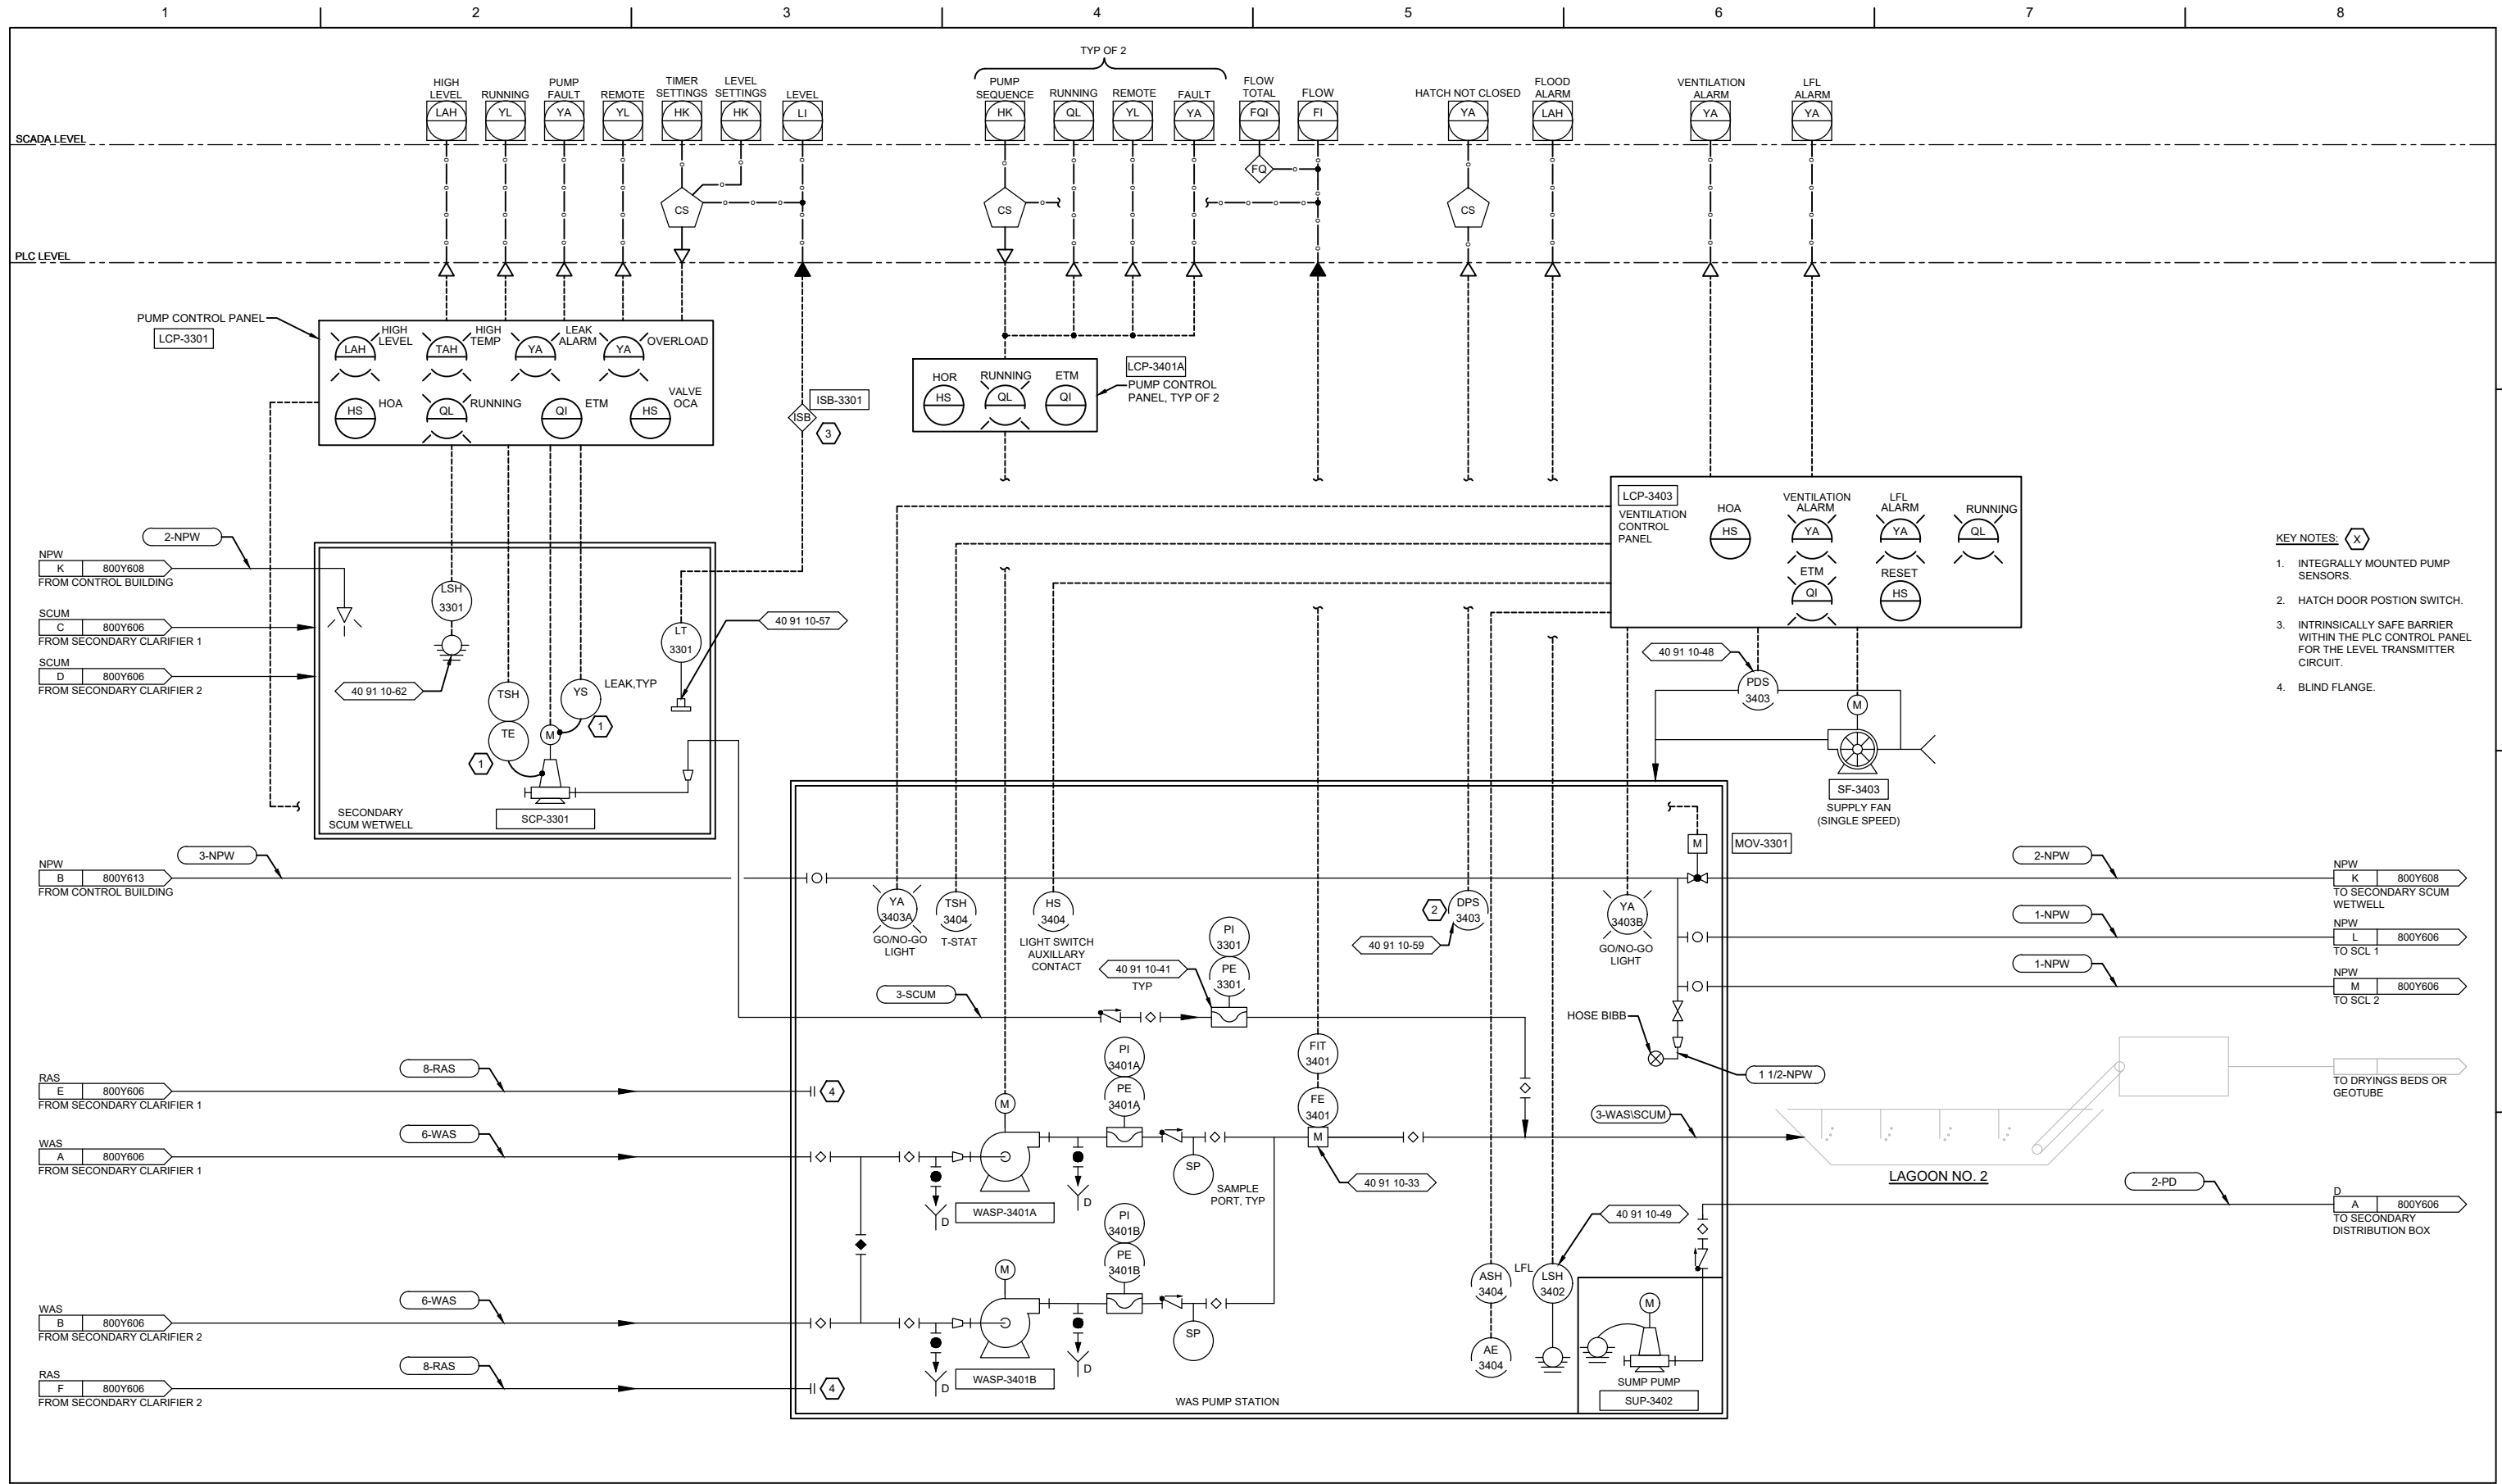 1 2 3 4 5 6 7 8
TYP OF 2
HIGH
LEVEL
LAH
RUNNING
YL
PUMP
FAULT
YA
REMOTE
YL
TIMER
SETTINGS
HK
LEVEL
SETTINGS
HK
LEVEL
LI
PUMP
SEQUENCE
HK
RUNNING
QL
REMOTE
YL
FAULT
YA
FLOW
TOTAL
FQI
FLOW
FI
HATCH NOT CLOSED
YA
FLOOD
ALARM
LAH
VENTILATION
ALARM
YA
LFL
ALARM
YA
SCADA LEVEL
FQ
CS
CS
CS
PLC LEVEL
PUMP CONTROL PANEL
LCP-3301
LAH
HIGH
LEVEL
TAH
HIGH
TEMP
YA
LEAK
ALARM
YA
OVERLOAD
HS
HOA
QL
RUNNING
QI
ETM
HS
VALVE
OCA
ISB-3301
ISB
3
HOR
HS
RUNNING
QL
ETM
QI
LCP-3401A
PUMP CONTROL
PANEL, TYP OF 2
LCP-3403
VENTILATION
CONTROL
PANEL
HOA
HS
VENTILATION
ALARM
YA
LFL
ALARM
YA
RUNNING
QL
ETM
QI
RESET
HS
KEY NOTES: X
1. INTEGRALLY MOUNTED PUMP
SENSORS.
2. HATCH DOOR POSTION SWITCH.
3. INTRINSICALLY SAFE BARRIER
WITHIN THE PLC CONTROL PANEL
FOR THE LEVEL TRANSMITTER
CIRCUIT.
4. BLIND FLANGE.
2-NPW
NPW
K 800Y608
FROM CONTROL BUILDING
SCUM
C 800Y606
FROM SECONDARY CLARIFIER 1
SCUM
D 800Y606
FROM SECONDARY CLARIFIER 2
LSH
3301
40 91 10-62
TSH
TE
1
YS
LEAK,TYP
1
M
LT
3301
40 91 10-57
SECONDARY
SCUM WETWELL
SCP-3301
40 91 10-48
PDS
3403
M
SF-3403
SUPPLY FAN
(SINGLE SPEED)
M
MOV-3301
3-NPW
NPW
B 800Y613
FROM CONTROL BUILDING
YA
3403A
GO/NO-GO
LIGHT
TSH
3404
T-STAT
HS
3404
LIGHT SWITCH
AUXILLARY
CONTACT
PI
3301
PE
3301
40 91 10-41
TYP
2
DPS
3403
40 91 10-59
YA
3403B
GO/NO-GO
LIGHT
2-NPW
NPW
K 800Y608
TO SECONDARY SCUM
WETWELL
1-NPW
NPW
L 800Y606
TO SCL 1
1-NPW
NPW
M 800Y606
TO SCL 2
3-SCUM
HOSE BIBB
1 1/2-NPW
8-RAS
RAS
E 800Y606
FROM SECONDARY CLARIFIER 1
4
6-WAS
WAS
A 800Y606
FROM SECONDARY CLARIFIER 1
M
PI
3401A
PE
3401A
FIT
3401
FE
3401
M
40 91 10-33
SP
SAMPLE
PORT, TYP
D
D
WASP-3401A
3-WAS\SCUM
TO DRYINGS BEDS OR
GEOTUBE
LAGOON NO. 2
2-PD
D
A 800Y606
TO SECONDARY
DISTRIBUTION BOX
PI
3401B
PE
3401B
M
SP
D
D
WASP-3401B
6-WAS
WAS
B 800Y606
FROM SECONDARY CLARIFIER 2
8-RAS
RAS
F 800Y606
FROM SECONDARY CLARIFIER 2
4
40 91 10-49
ASH
3404
LFL
LSH
3402
AE
3404
M
SUMP PUMP
SUP-3402
WAS PUMP STATION